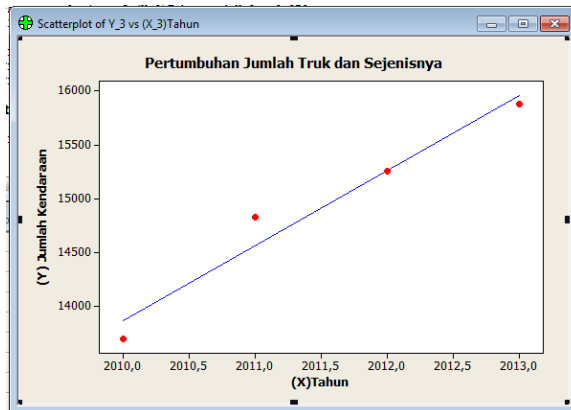 Scatterplot of Y_3 vs (X_3)Tahun
Pertumbuhan Jumlah Truk dan Sejenisnya
16000
15500
15000
14500
14000
(Y) Jumlah Kendaraan
2010,0 2010,5 2011,0 2011,5 2012,0 2012,5 2013,0
(X)Tahun